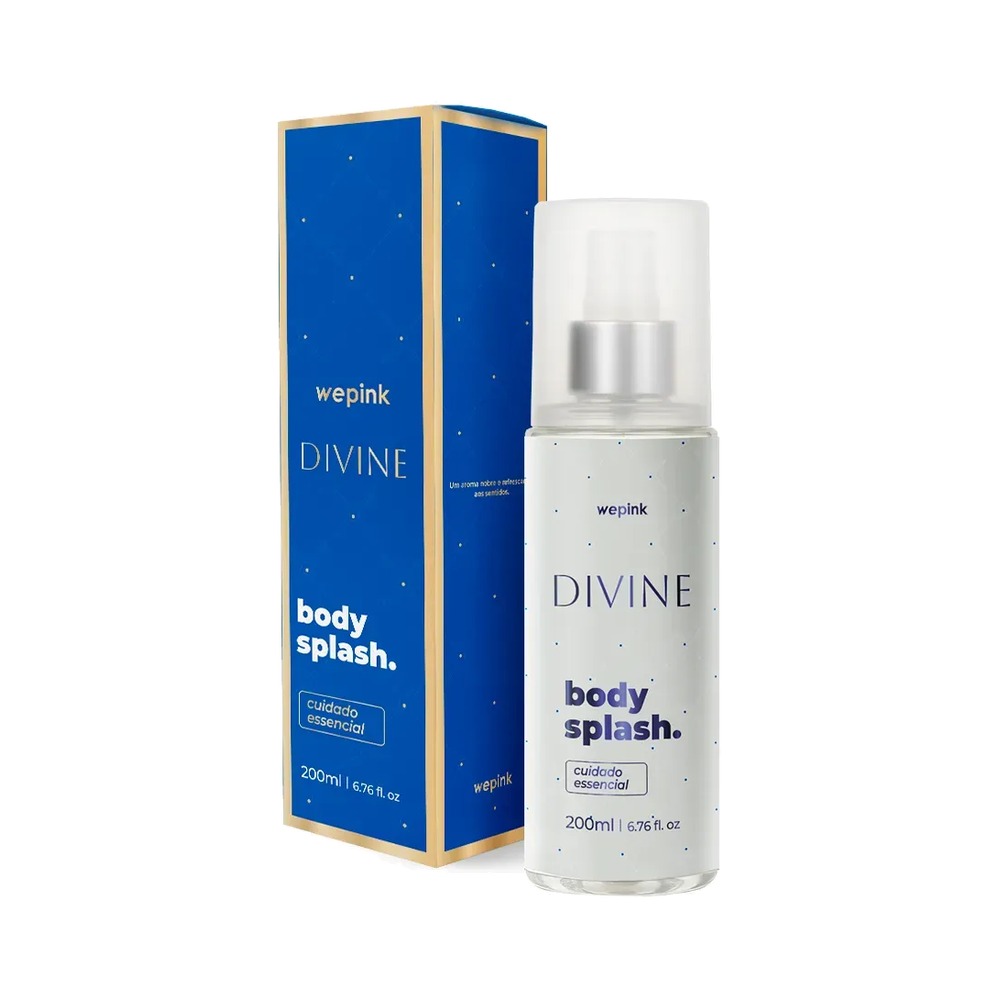 wepink
DIVINE
body
splash.
cuidado
essencial
200ml | 6.76 fl. oz
Um aroma nobre e
aos sentidos.
wepink
wepink
DIVINE
body
splash.
cuidado
essencial
200ml | 6.76 fl. oz